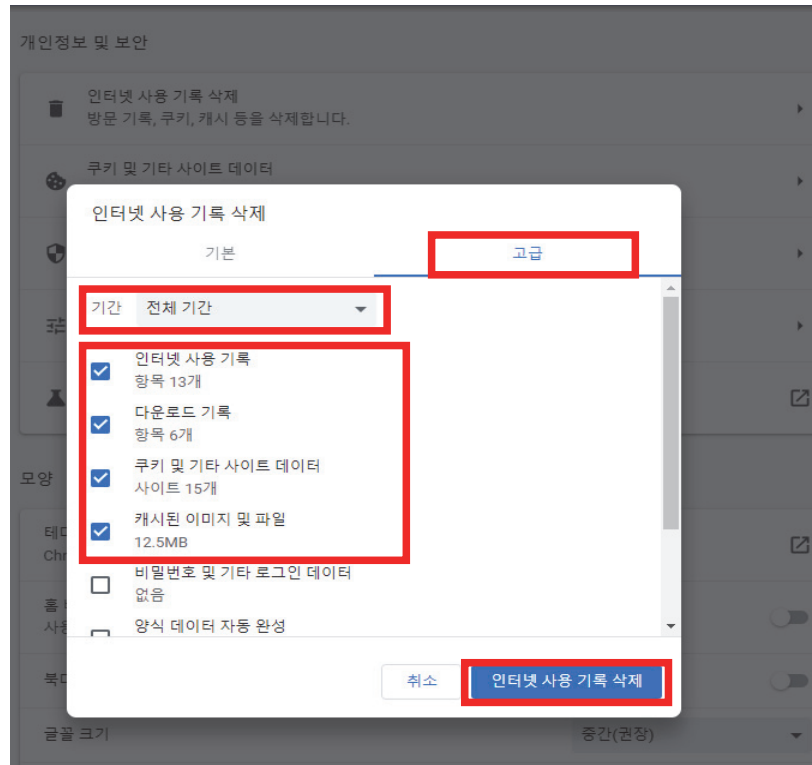 개인정보 및 보안
인터넷 사용 기록 삭제
방문 기록, 쿠키, 캐시 등을 삭제합니다.
쿠키 및 기타 사이트 데이터
인터넷 사용 기록 삭제
기본
고급
기간 전체 기간
인터넷 사용 기록
항목 13개
다운로드 기록
항목 6개
쿠키 및 기타 사이트 데이터
사이트 15개
캐시된 이미지 및 파일
12.5MB
비밀번호 및 기타 로그인 데이터
없음
양식 데이터 자동 완성
취소
인터넷 사용 기록 삭제
모양
테마
Chr
홈
사용
글꼴 크기
중간(권장)